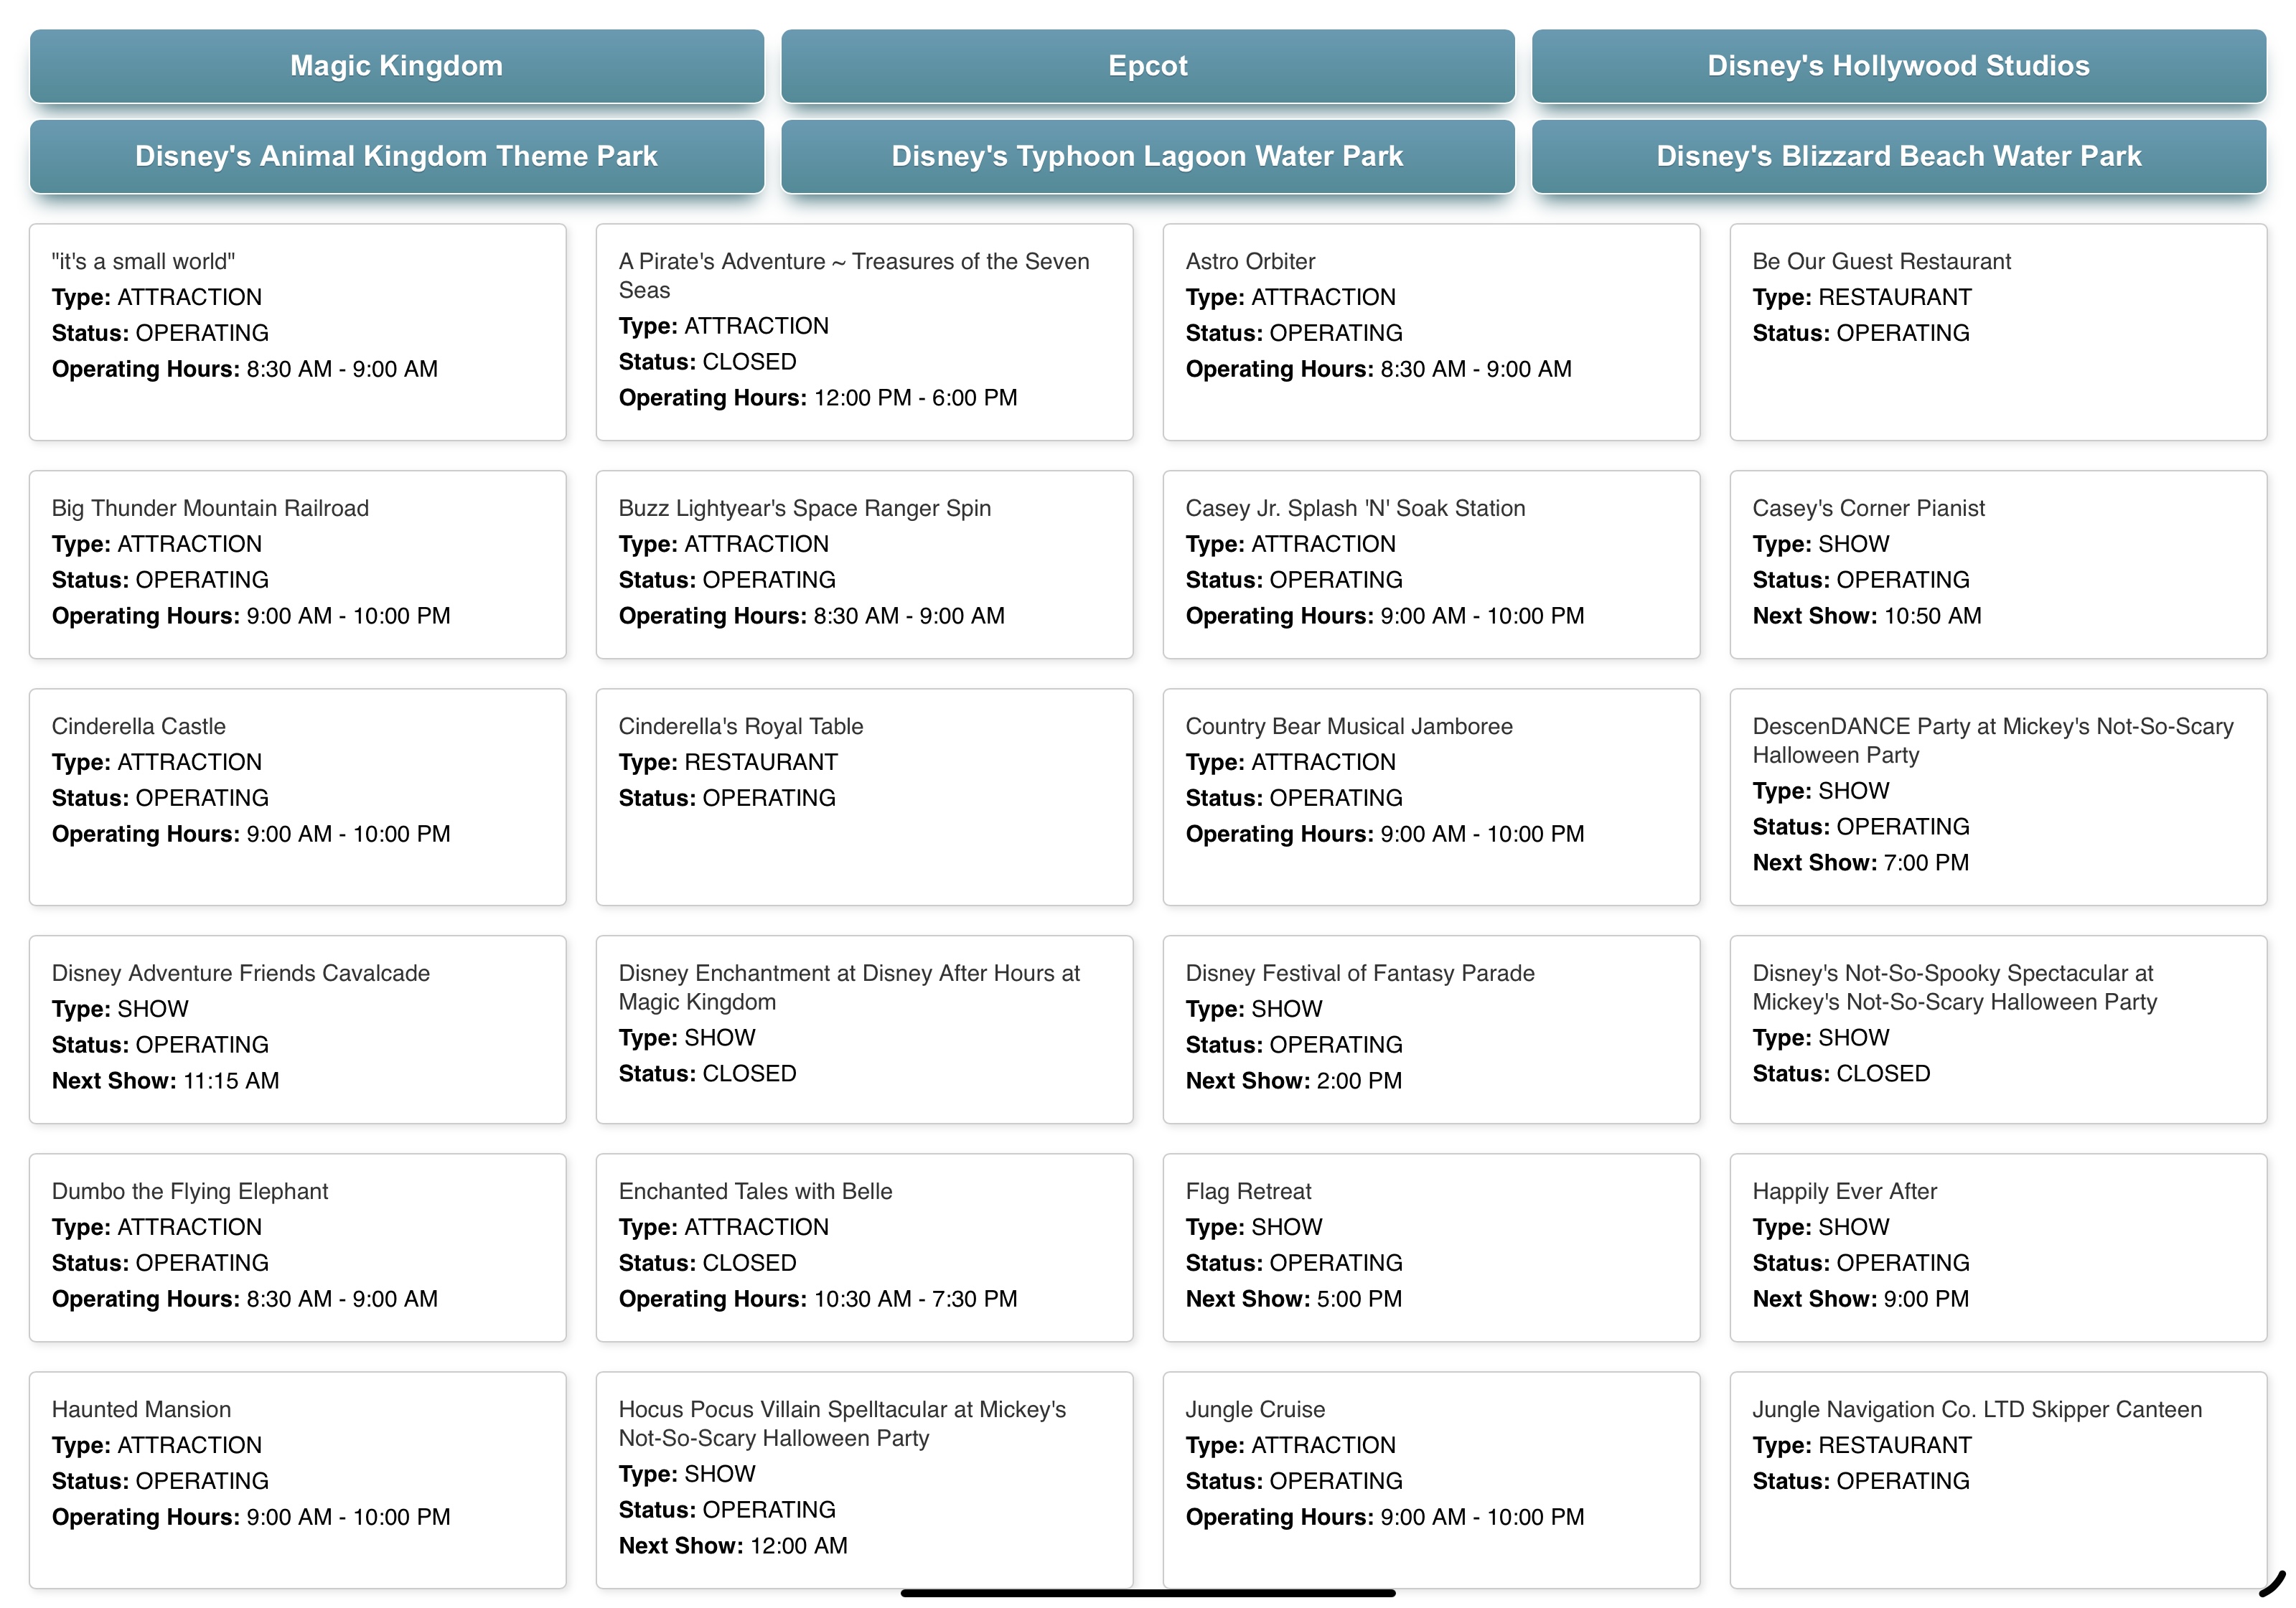 Magic Kingdom
Epcot
Disney's Hollywood Studios
Disney's Animal Kingdom Theme Park
Disney's Typhoon Lagoon Water Park
Disney's Blizzard Beach Water Park
"it's a small world"
Type: ATTRACTION
Status: OPERATING
Operating Hours: 8:30 AM - 9:00 AM
A Pirate's Adventure ~ Treasures of the Seven
Seas
Type: ATTRACTION
Status: CLOSED
Operating Hours: 12:00 PM - 6:00 PM
Astro Orbiter
Type: ATTRACTION
Status: OPERATING
Operating Hours: 8:30 AM - 9:00 AM
Be Our Guest Restaurant
Type: RESTAURANT
Status: OPERATING
Big Thunder Mountain Railroad
Type: ATTRACTION
Status: OPERATING
Operating Hours: 9:00 AM - 10:00 PM
Buzz Lightyear's Space Ranger Spin
Type: ATTRACTION
Status: OPERATING
Operating Hours: 8:30 AM - 9:00 AM
Casey Jr. Splash 'N' Soak Station
Type: ATTRACTION
Status: OPERATING
Operating Hours: 9:00 AM - 10:00 PM
Casey's Corner Pianist
Type: SHOW
Status: OPERATING
Next Show: 10:50 AM
Cinderella Castle
Type: ATTRACTION
Status: OPERATING
Operating Hours: 9:00 AM - 10:00 PM
Cinderella's Royal Table
Type: RESTAURANT
Status: OPERATING
Country Bear Musical Jamboree
Type: ATTRACTION
Status: OPERATING
Operating Hours: 9:00 AM - 10:00 PM
DescenDANCE Party at Mickey's Not-So-Scary
Halloween Party
Type: SHOW
Status: OPERATING
Next Show: 7:00 PM
Disney Adventure Friends Cavalcade
Type: SHOW
Status: OPERATING
Next Show: 11:15 AM
Disney Enchantment at Disney After Hours at
Magic Kingdom
Type: SHOW
Status: CLOSED
Disney Festival of Fantasy Parade
Type: SHOW
Status: OPERATING
Next Show: 2:00 PM
Disney's Not-So-Spooky Spectacular at
Mickey's Not-So-Scary Halloween Party
Type: SHOW
Status: CLOSED
Dumbo the Flying Elephant
Type: ATTRACTION
Status: OPERATING
Operating Hours: 8:30 AM - 9:00 AM
Enchanted Tales with Belle
Type: ATTRACTION
Status: CLOSED
Operating Hours: 10:30 AM - 7:30 PM
Flag Retreat
Type: SHOW
Status: OPERATING
Next Show: 5:00 PM
Happily Ever After
Type: SHOW
Status: OPERATING
Next Show: 9:00 PM
Haunted Mansion
Type: ATTRACTION
Status: OPERATING
Operating Hours: 9:00 AM - 10:00 PM
Hocus Pocus Villain Spelltacular at Mickey's
Not-So-Scary Halloween Party
Type: SHOW
Status: OPERATING
Next Show: 12:00 AM
Jungle Cruise
Type: ATTRACTION
Status: OPERATING
Operating Hours: 9:00 AM - 10:00 PM
Jungle Navigation Co. LTD Skipper Canteen
Type: RESTAURANT
Status: OPERATING